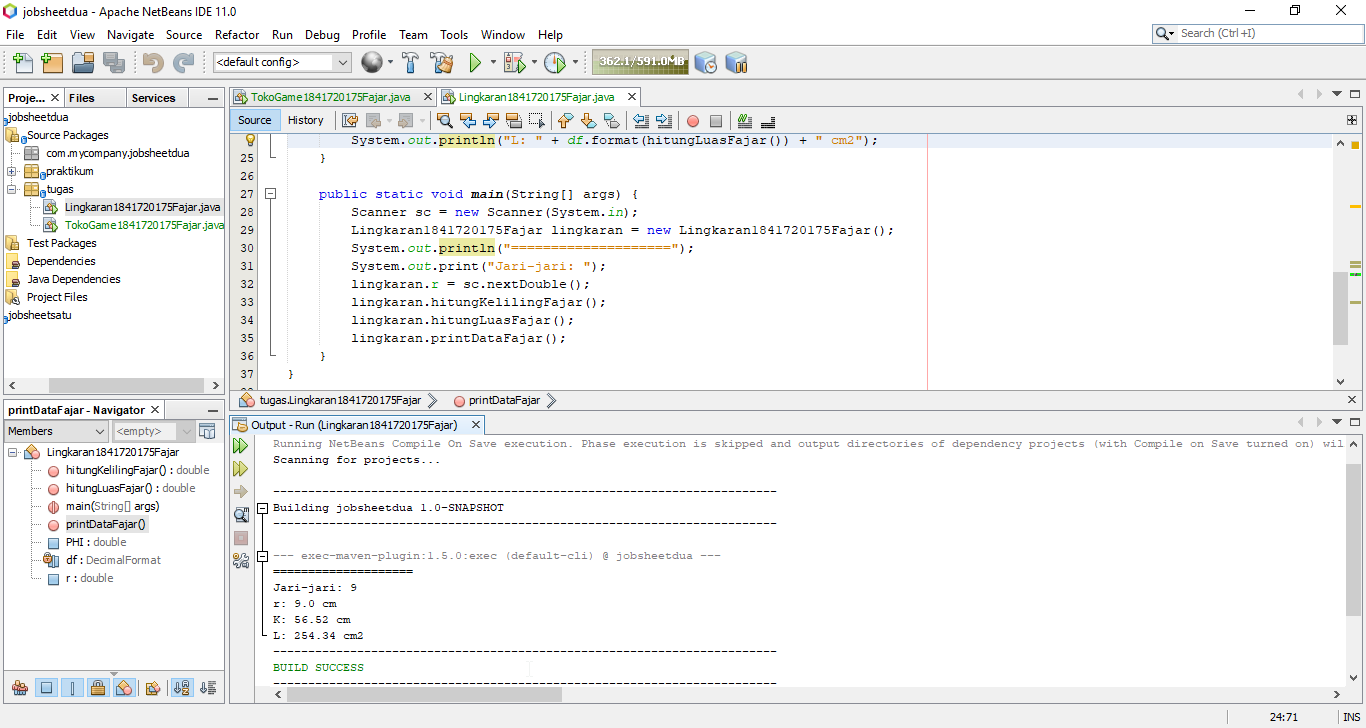 jobsheetdua - Apache NetBeans IDE 11.0
File Edit View Navigate Source Refactor Run Debug Profile Team Tools Window Help
Search (Ctrl+I)
<default config>
362.1/591.0MB
Proje... Files Services
jobsheetdua
Source Packages
com.mycompany.jobsheetdua
praktikum
tugas
Lingkaran1841720175Fajar.java
TokoGame1841720175Fajar.java
Test Packages
Dependencies
Java Dependencies
Project Files
jobsheetsatu
printDataFajar - Navigator
Members
<empty>
Lingkaran1841720175Fajar
hitungKelilingFajar() : double
hitungLuasFajar() : double
main(String[] args)
printDataFajar()
PHI : double
df : DecimalFormat
r : double
TokoGame1841720175Fajar.java Lingkaran1841720175Fajar.java
Source History
System.out.println("L: " + df.format(hitungLuasFajar()) + " cm2");
25 }
26
27 public static void main(String[] args) {
28 Scanner sc = new Scanner(System.in);
29 Lingkaran1841720175Fajar lingkaran = new Lingkaran1841720175Fajar();
30 System.out.println("====================");
31 System.out.print("Jari-jari: ");
32 lingkaran.r = sc.nextDouble();
33 lingkaran.hitungKelilingFajar();
34 lingkaran.hitungLuasFajar();
35 lingkaran.printDataFajar();
36 }
37 }
tugas.Lingkaran1841720175Fajar printDataFajar
Output - Run (Lingkaran1841720175Fajar)
Running NetBeans Compile On Save execution. Phase execution is skipped and output directories of dependency projects (with Compile on Save turned on) wil
Scanning for projects...
------------------------------------------------------------------------
Building jobsheetdua 1.0-SNAPSHOT
------------------------------------------------------------------------
--- exec-maven-plugin:1.5.0:exec (default-cli) @ jobsheetdua ---
====================
Jari-jari: 9
r: 9.0 cm
K: 56.52 cm
L: 254.34 cm2
------------------------------------------------------------------------
BUILD SUCCESS
------------------------------------------------------------------------
24:71 INS